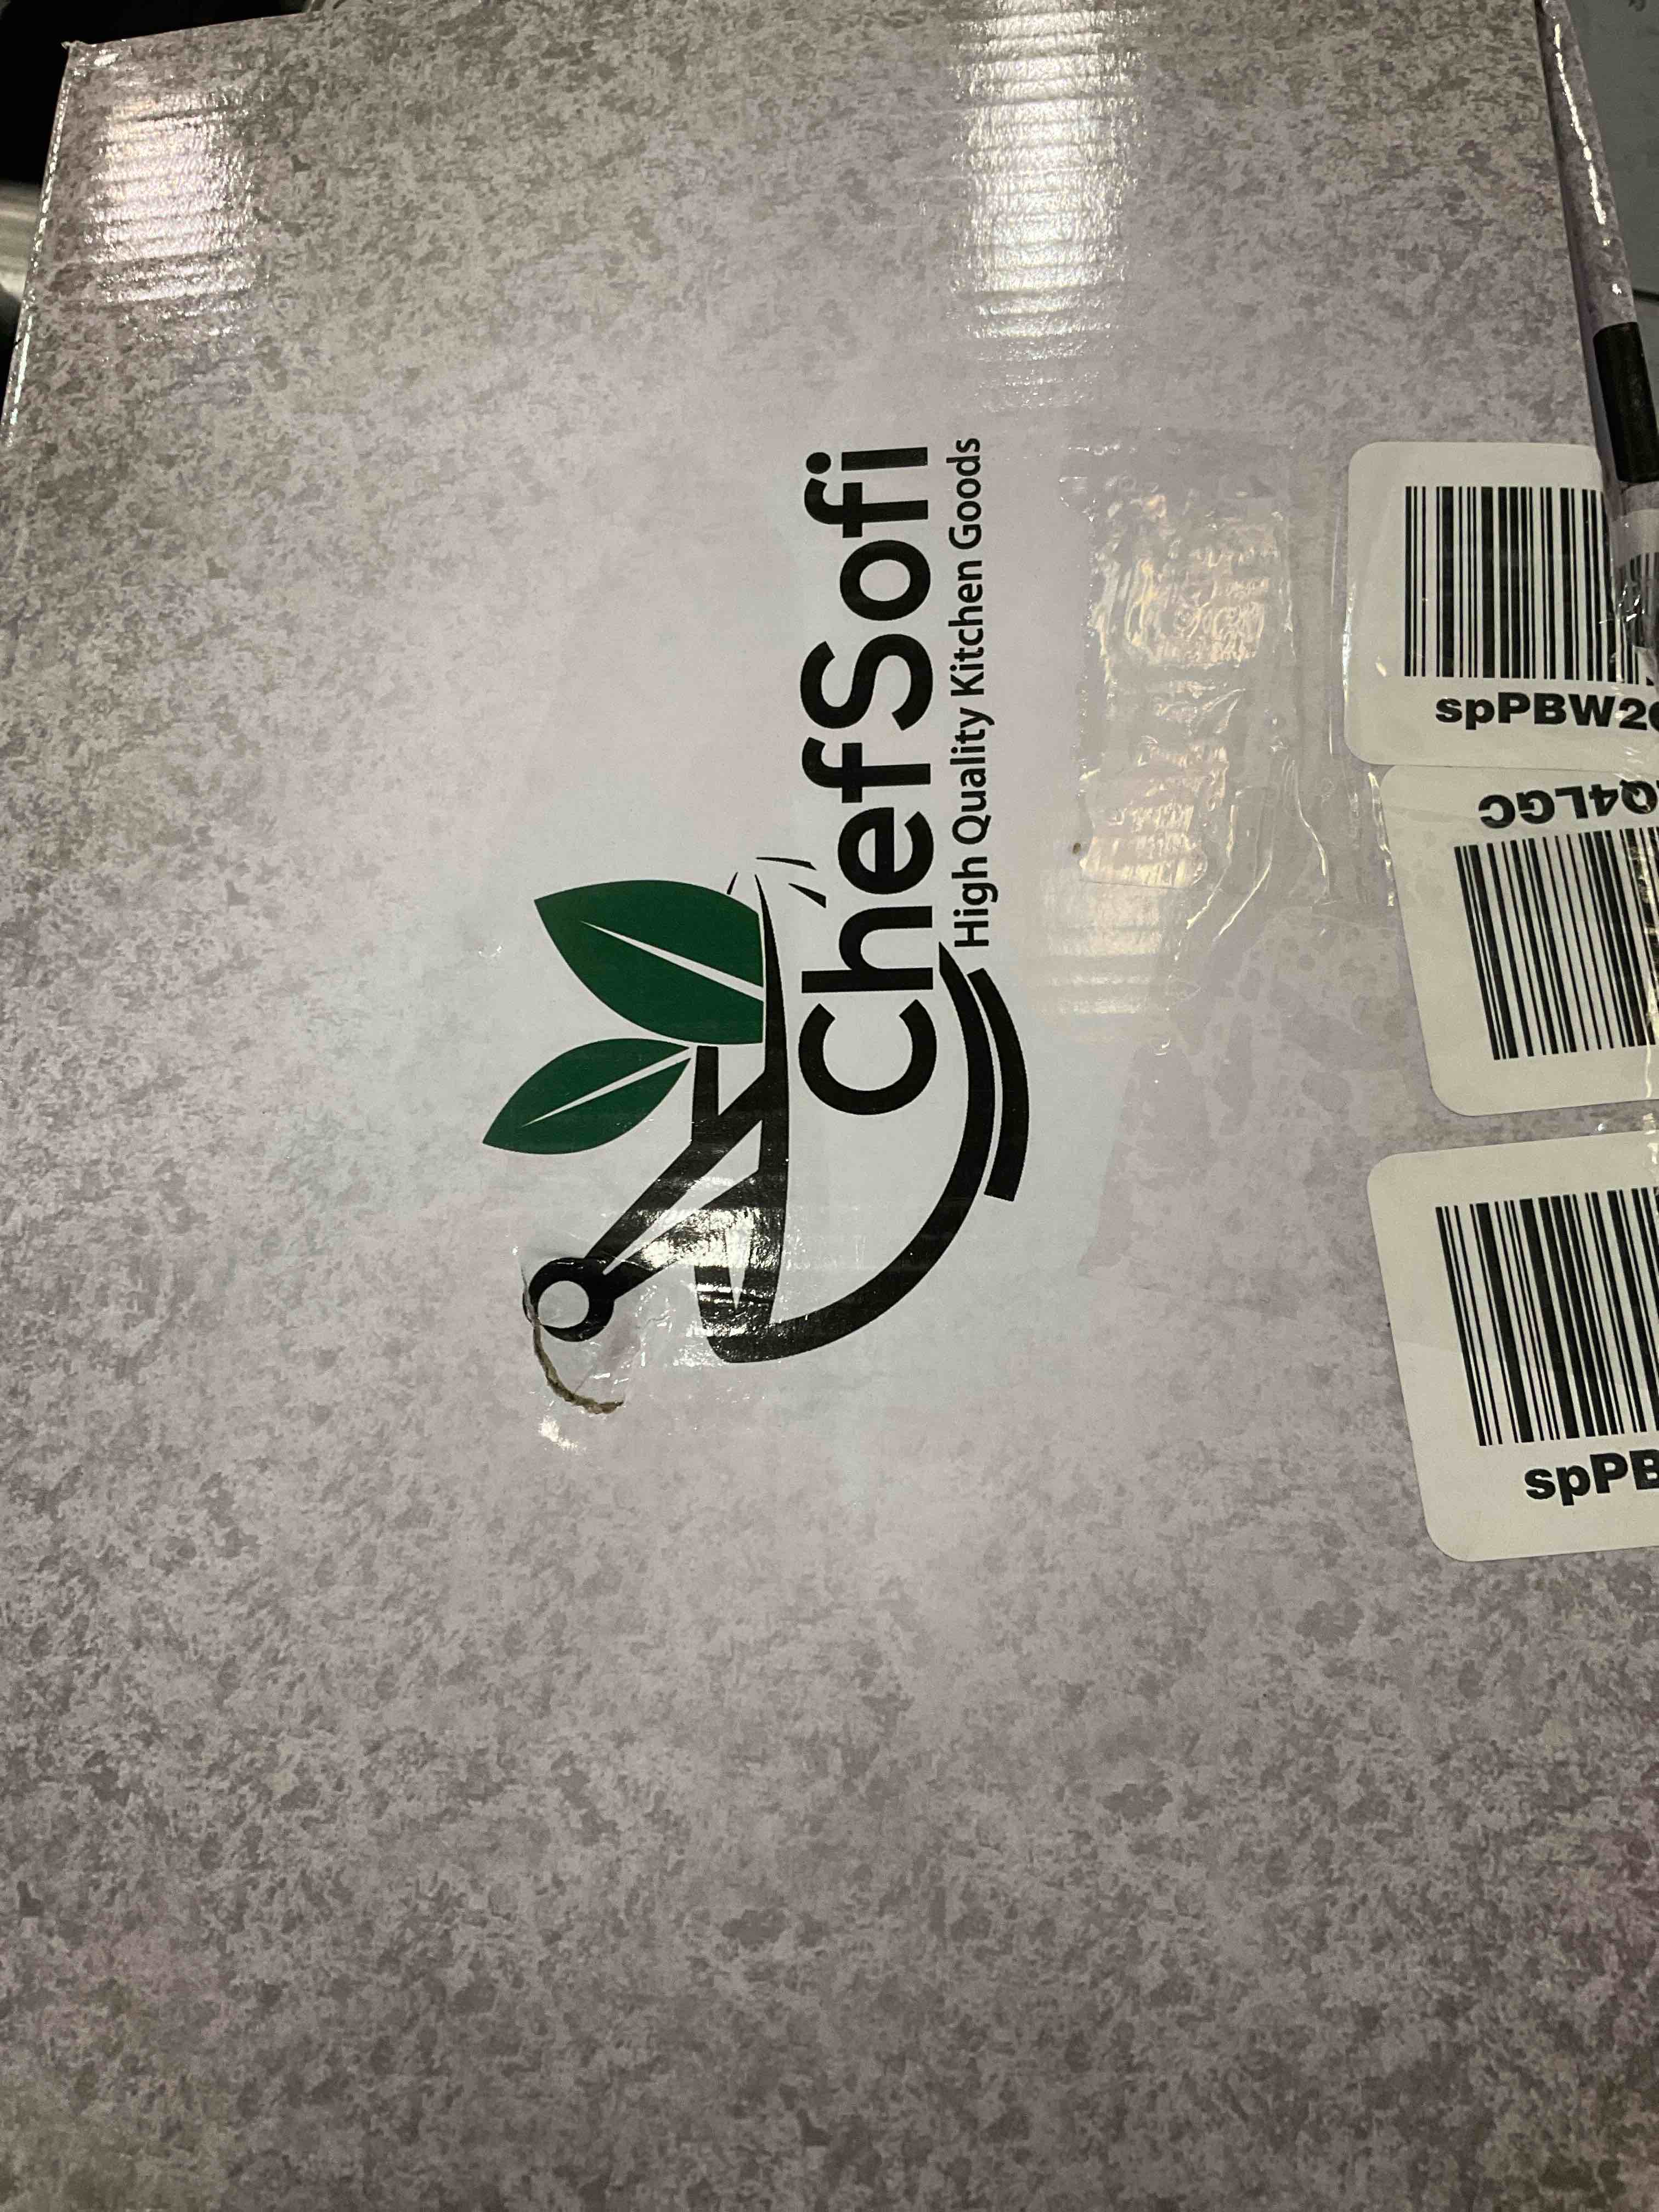 ChefSofi
High Quality Kitchen Goods
spPBW2
Q4LGC
spPB